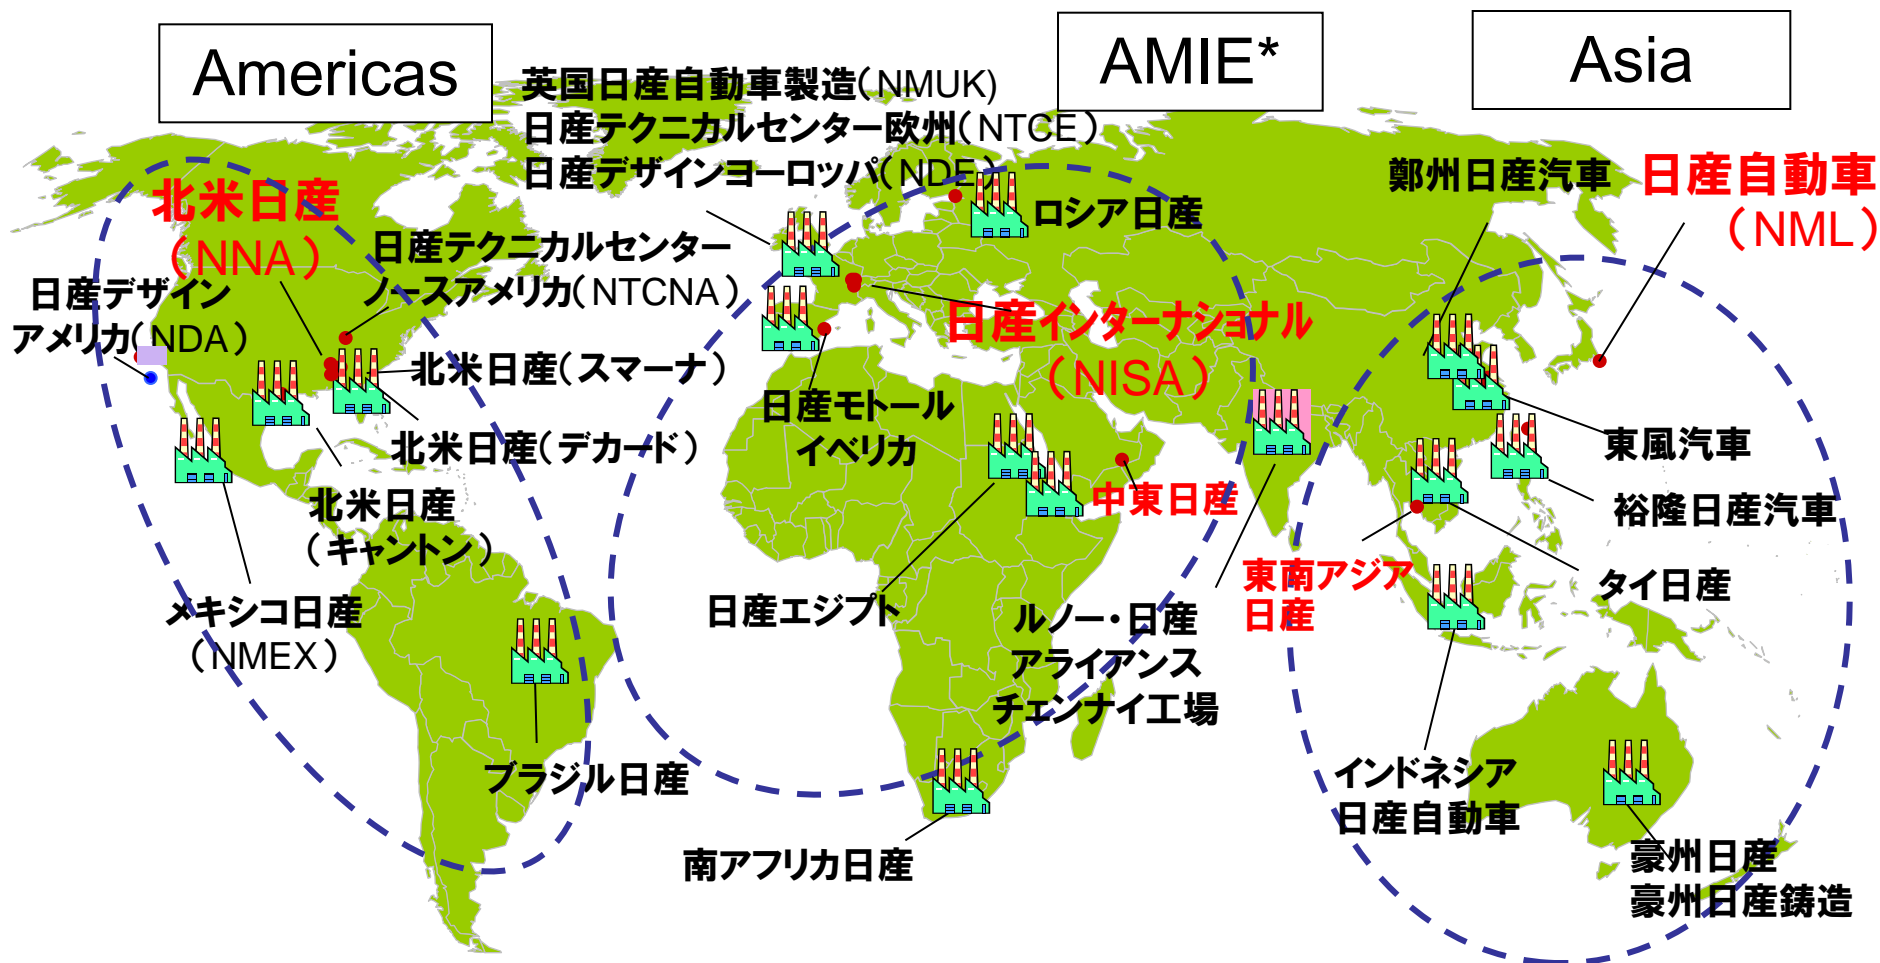 Americas
AMIE*
Asia
英国日産自動車製造(NMUK)
日産テクニカルセンター欧州(NTCE)
日産デザインヨーロッパ(NDE)
北米日産
(NNA)
日産テクニカルセンター
ノースアメリカ(NTCNA)
日産デザイン
アメリカ(NDA)
北米日産(スマーナ)
北米日産(デカード)
北米日産
(キャントン)
メキシコ日産
(NMEX)
ブラジル日産
ロシア日産
日産インターナショナル
(NISA)
日産モトール
イベリカ
中東日産
日産エジプト
ルノー・日産
アライアンス
チェンナイ工場
南アフリカ日産
鄭州日産汽車
日産自動車
(NML)
東風汽車
裕隆日産汽車
東南アジア
日産
タイ日産
インドネシア
日産自動車
豪州日産
豪州日産鋳造